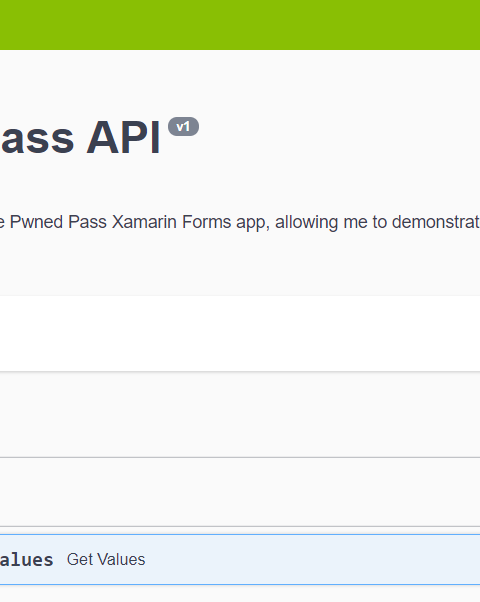 ass API v1
e Pwned Pass Xamarin Forms app, allowing me to demonstrat
alues Get Values